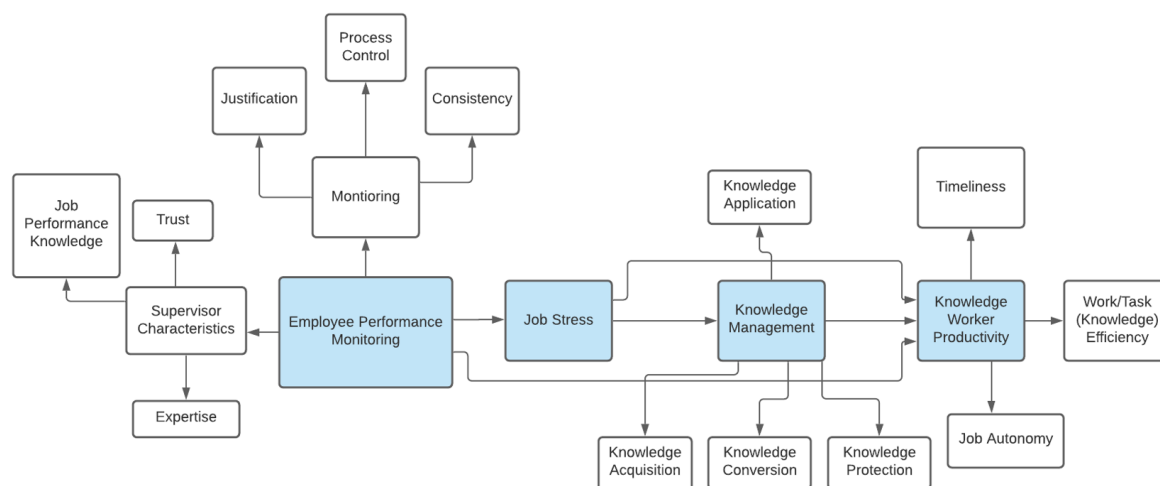 Process
Control
Justification
Consistency
Montioring
Job
Performance
Knowledge
Trust
Knowledge
Application
Timeliness
Supervisor
Characteristics
Employee Performance
Monitoring
Job Stress
Knowledge
Management
Knowledge
Worker
Productivity
Work/Task
(Knowledge)
Efficiency
Expertise
Knowledge
Acquisition
Knowledge
Conversion
Knowledge
Protection
Job Autonomy